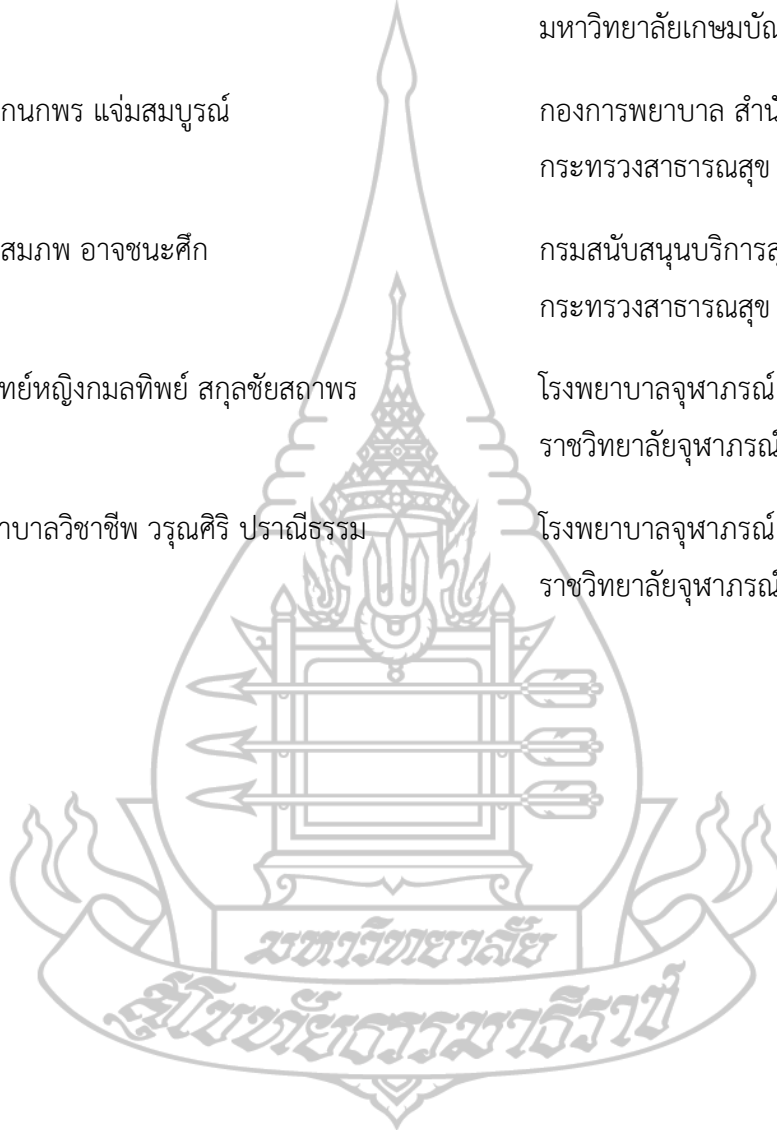 มหาวิทยาลัยเกษมบัณ
กนกพร แจ่มสมบูรณ์ กองการพยาบาล สำนั
กระทรวงสาธารณสุข
สมภพ อาจชนะศึก กรมสนับสนุนบริการสุ
กระทรวงสาธารณสุข
ทย์หญิงกมลทิพย์ สกุลชัยสถาพร โรงพยาบาลจุฬาภรณ์
ราชวิทยาลัยจุฬาภรณ์
าบาลวิชาชีพ วรุณศิริ ปราณีธรรม โรงพยาบาลจุฬาภรณ์
ราชวิทยาลัยจุฬาภรณ์
มหาวิทยาลัย
สุโขทัยธรรมาธิราช